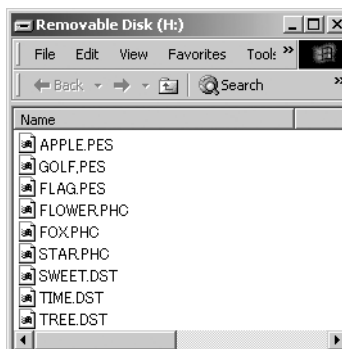 Removable Disk (H:)
File Edit View Favorites Tools »
Back Search »
Name
APPLE.PES
GOLF.PES
FLAG.PES
FLOWER.PHC
FOX.PHC
STAR.PHC
SWEET.DST
TIME.DST
TREE.DST